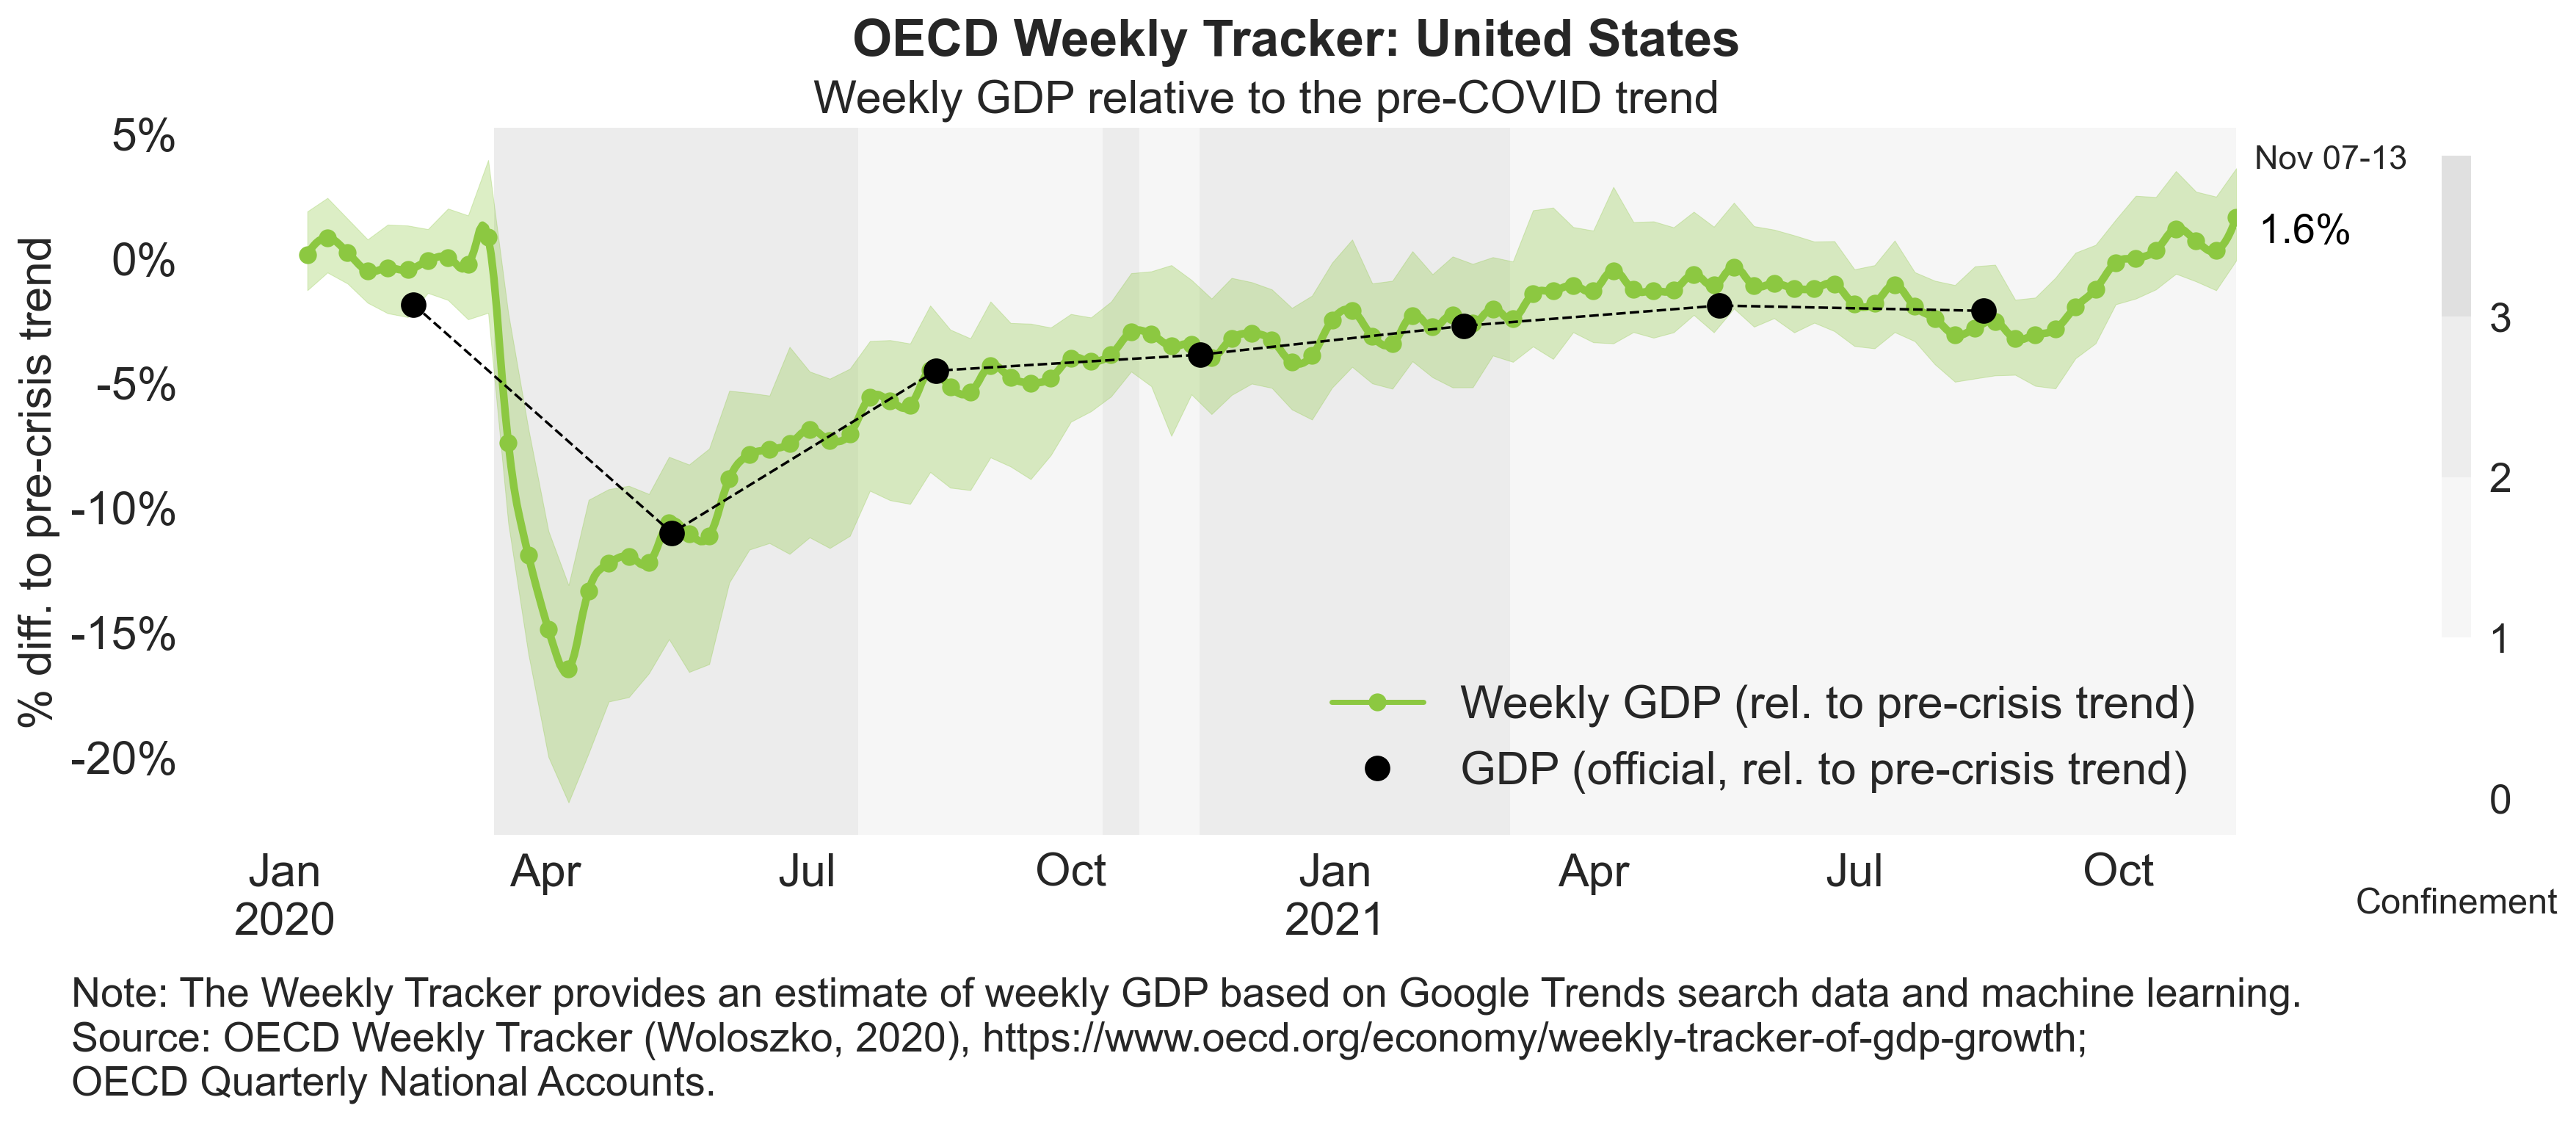 OECD Weekly Tracker: United States
Weekly GDP relative to the pre-COVID trend
% diff. to pre-crisis trend
5%
0%
-5%
-10%
-15%
-20%
Nov 07-13
1.6%
3
2
1
0
Confinement
Weekly GDP (rel. to pre-crisis trend)
GDP (official, rel. to pre-crisis trend)
Jan Apr Jul Oct Jan Apr Jul Oct
2020 2021
Note: The Weekly Tracker provides an estimate of weekly GDP based on Google Trends search data and machine learning.
Source: OECD Weekly Tracker (Woloszko, 2020), https://www.oecd.org/economy/weekly-tracker-of-gdp-growth;
OECD Quarterly National Accounts.